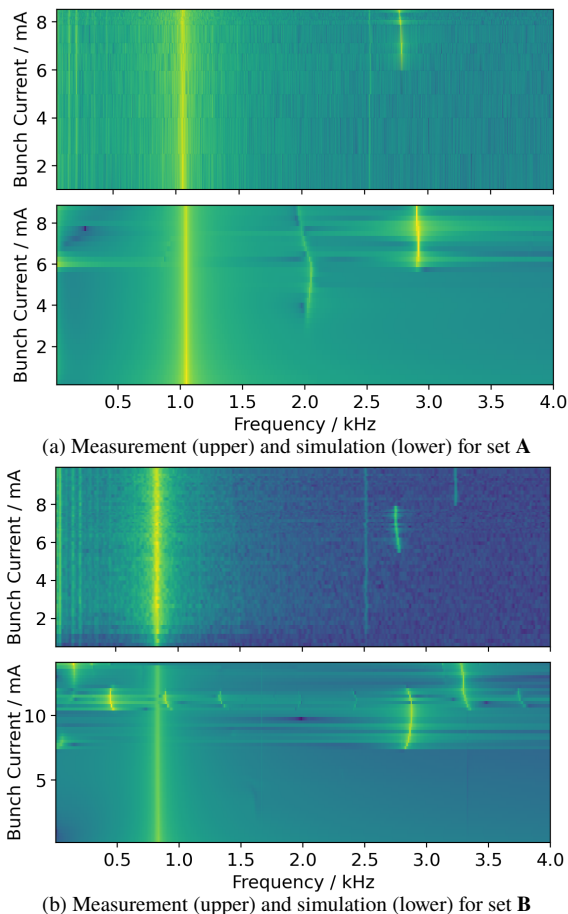 Bunch Current / mA
8
6
4
2
Bunch Current / mA
8
6
4
2
0.5 1.0 1.5 2.0 2.5 3.0 3.5 4.0
Frequency / kHz
(a) Measurement (upper) and simulation (lower) for set A
Bunch Current / mA
8
6
4
2
Bunch Current / mA
10
5
0.5 1.0 1.5 2.0 2.5 3.0 3.5 4.0
Frequency / kHz
(b) Measurement (upper) and simulation (lower) for set B